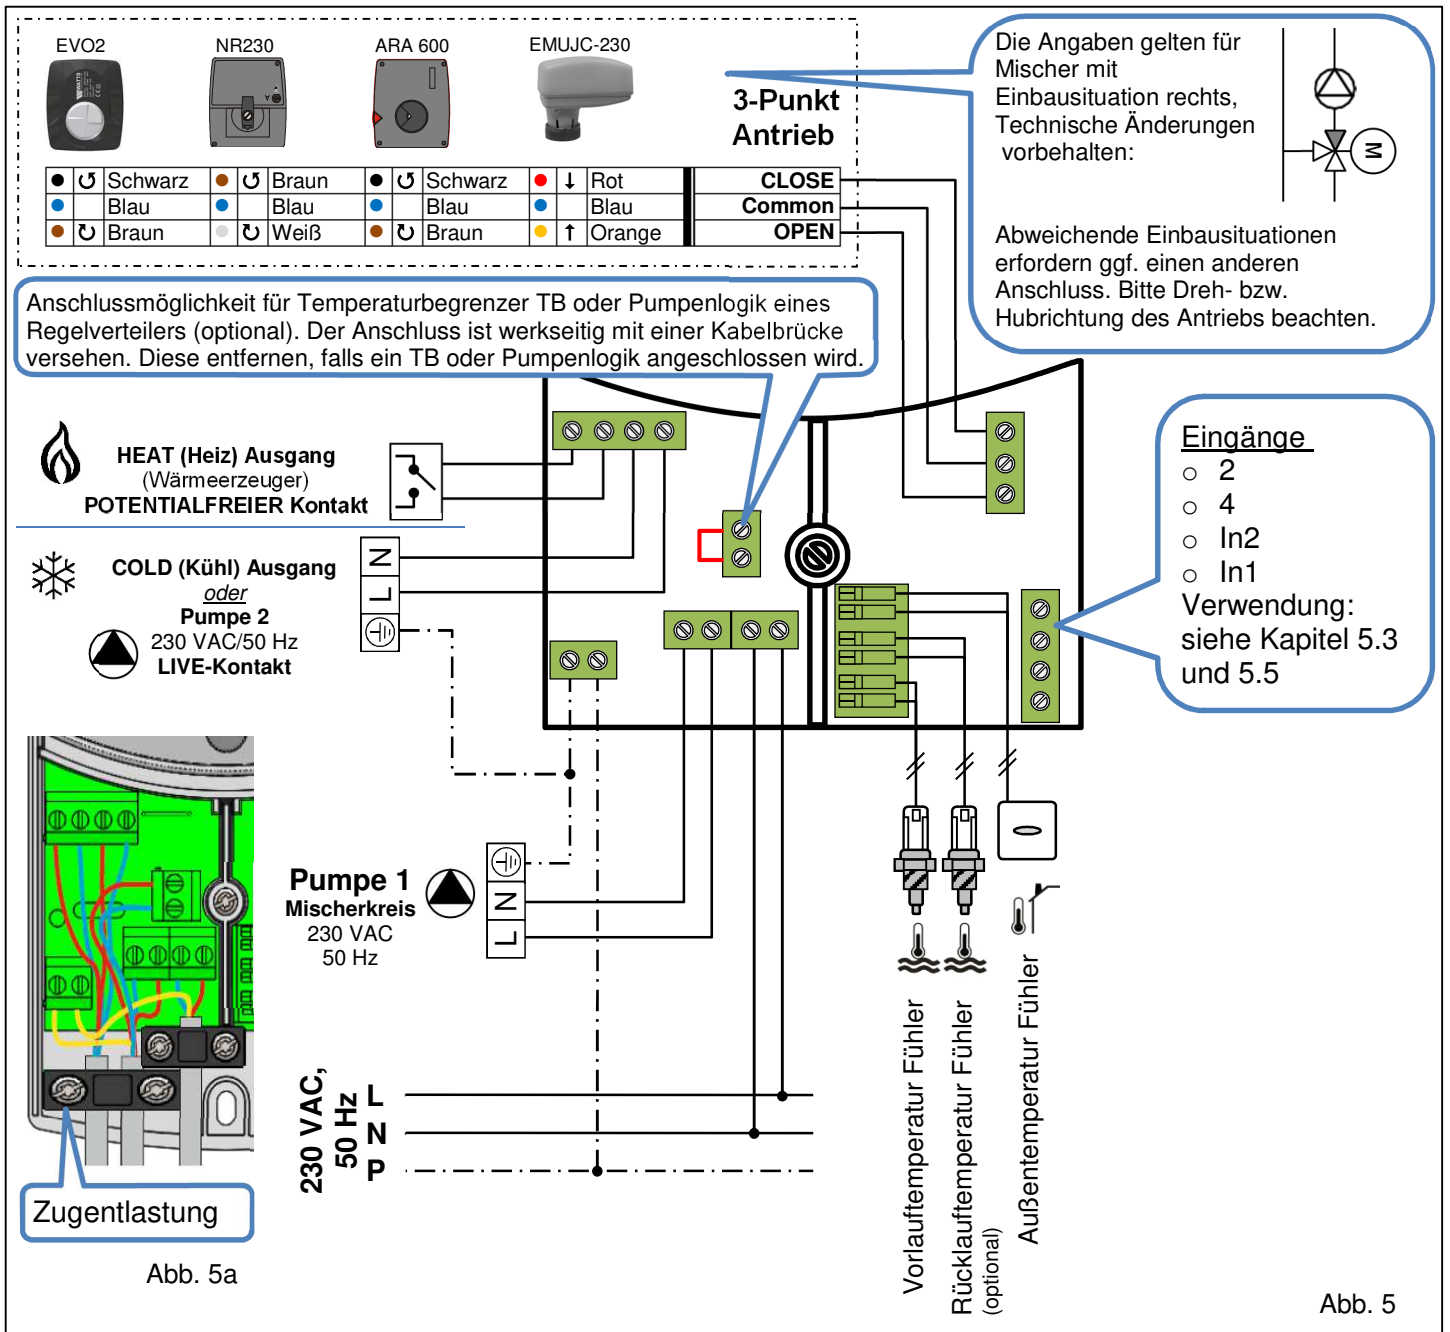 EVO2 NR230 ARA 600 EMUJC-230
3-Punkt
Antrieb
Schwarz Braun Schwarz Rot CLOSE
Blau Blau Blau Blau Common
Braun Weiß Braun Orange OPEN
Die Angaben gelten für
Mischer mit
Einbausituation rechts,
Technische Änderungen
vorbehalten:
M
Abweichende Einbausituationen
erfordern ggf. einen anderen
Anschluss. Bitte Dreh- bzw.
Hubrichtung des Antriebs beachten.
Anschlussmöglichkeit für Temperaturbegrenzer TB oder Pumpenlogik eines
Regelverteilers (optional). Der Anschluss ist werkseitig mit einer Kabelbrücke
versehen. Diese entfernen, falls ein TB oder Pumpenlogik angeschlossen wird.
HEAT (Heiz) Ausgang
(Wärmeerzeuger)
POTENTIALFREIER Kontakt
COLD (Kühl) Ausgang
oder
Pumpe 2
230 VAC/50 Hz
LIVE-Kontakt
N
L
Eingänge
○ 2
○ 4
○ In2
○ In1
Verwendung:
siehe Kapitel 5.3
und 5.5
Pumpe 1
Mischerkreis
230 VAC
50 Hz
N
L
230 VAC,
50 Hz
L
N
P
Vorlauftemperatur Fühler
Rücklauftemperatur Fühler
(optional)
Außentemperatur Fühler
Zugentlastung
Abb. 5a
Abb. 5